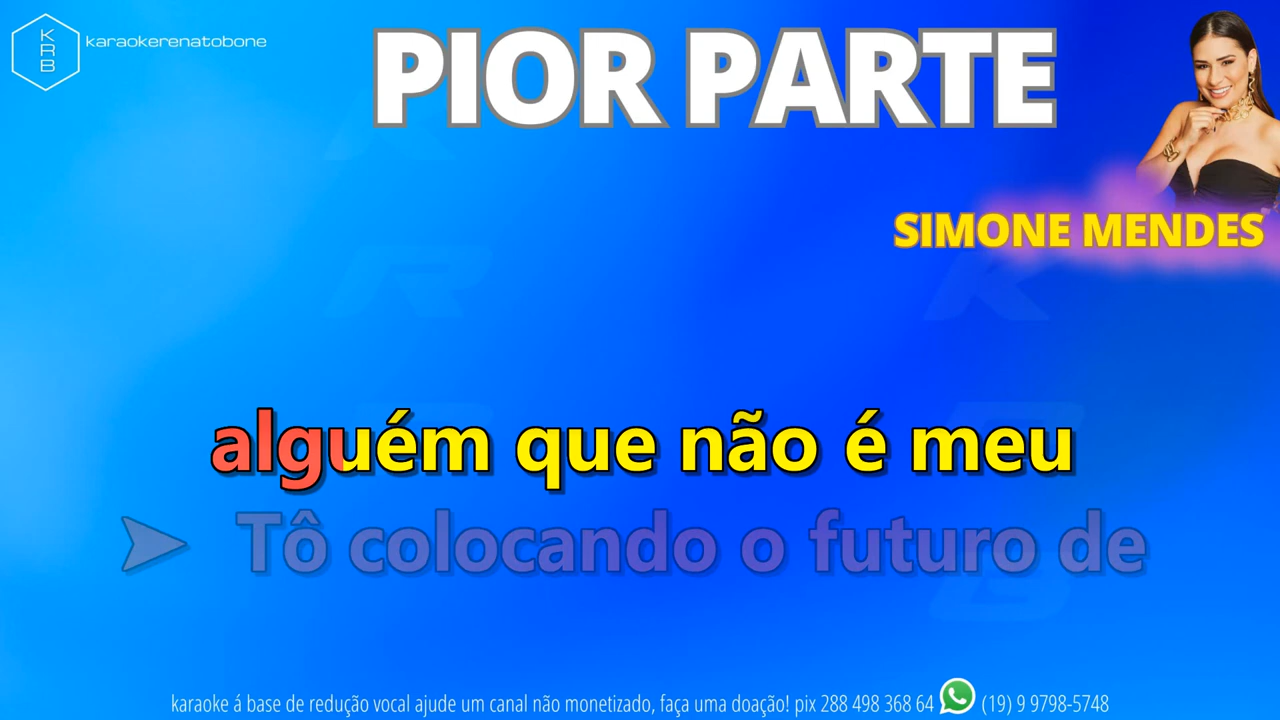 KRB
karaokerenatobone
PIOR PARTE
SIMONE MENDES
alguém que não é meu
➤ Tô colocando o futuro de
karaoke á base de redução vocal ajude um canal não monetizado, faça uma doação! pix 288 498 368 64 (19) 9 9798-5748